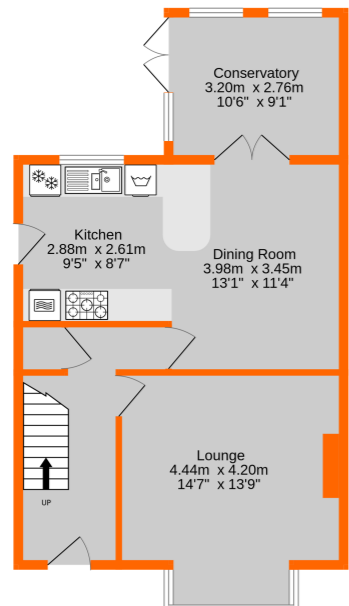 Conservatory
3.20m x 2.76m
10'6" x 9'1"
Kitchen
2.88m x 2.61m
9'5" x 8'7"
Dining Room
3.98m x 3.45m
13'1" x 11'4"
Lounge
4.44m x 4.20m
14'7" x 13'9"
UP